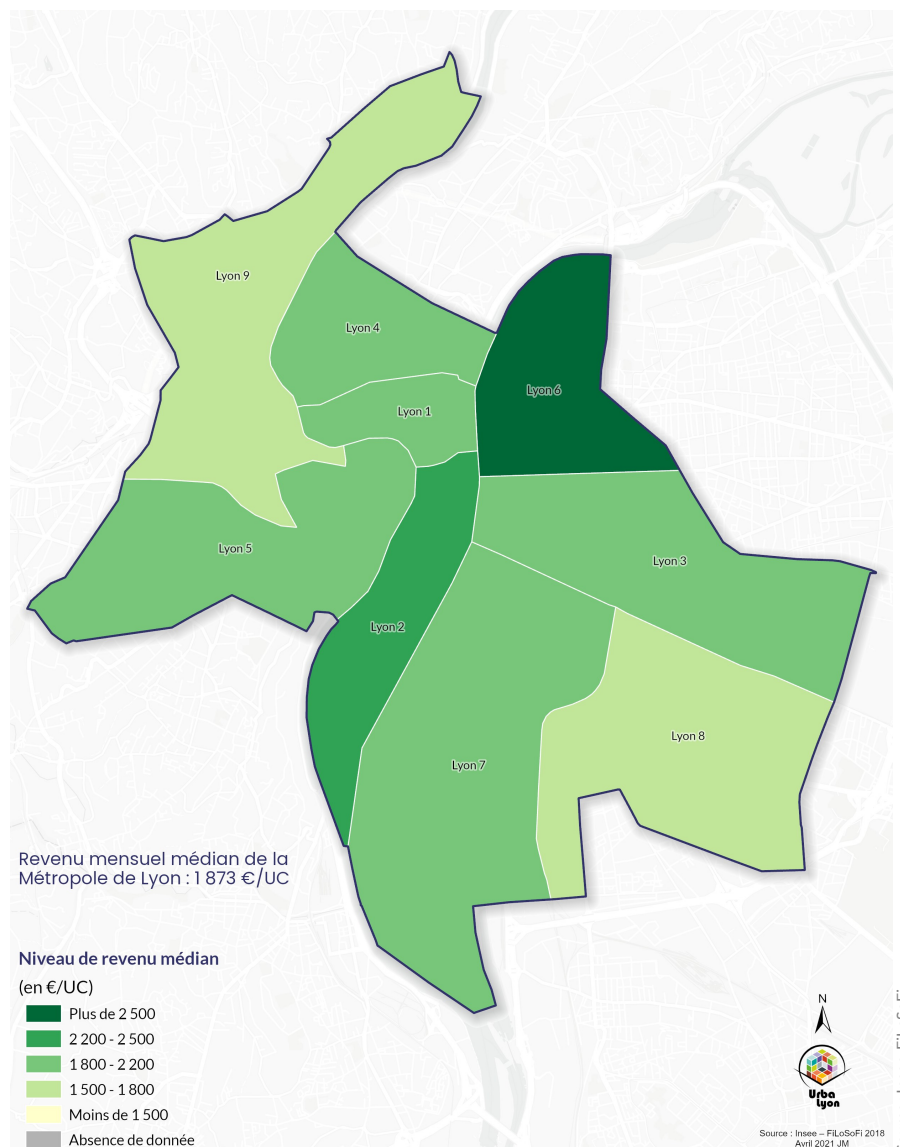 Lyon 9
Lyon 4
Lyon 6
Lyon 1
Lyon 5
Lyon 3
Lyon 2
Lyon 8
Lyon 7
Revenu mensuel médian de la
Métropole de Lyon : 1 873 €/UC
Niveau de revenu médian
(en €/UC)
Plus de 2 500
2 200 - 2 500
1 800 - 2 200
1 500 - 1 800
Moins de 1 500
Absence de donnée
N
Urba
Lyon
Source : Insee – FiLoSoFi 2018
Avril 2021 JM